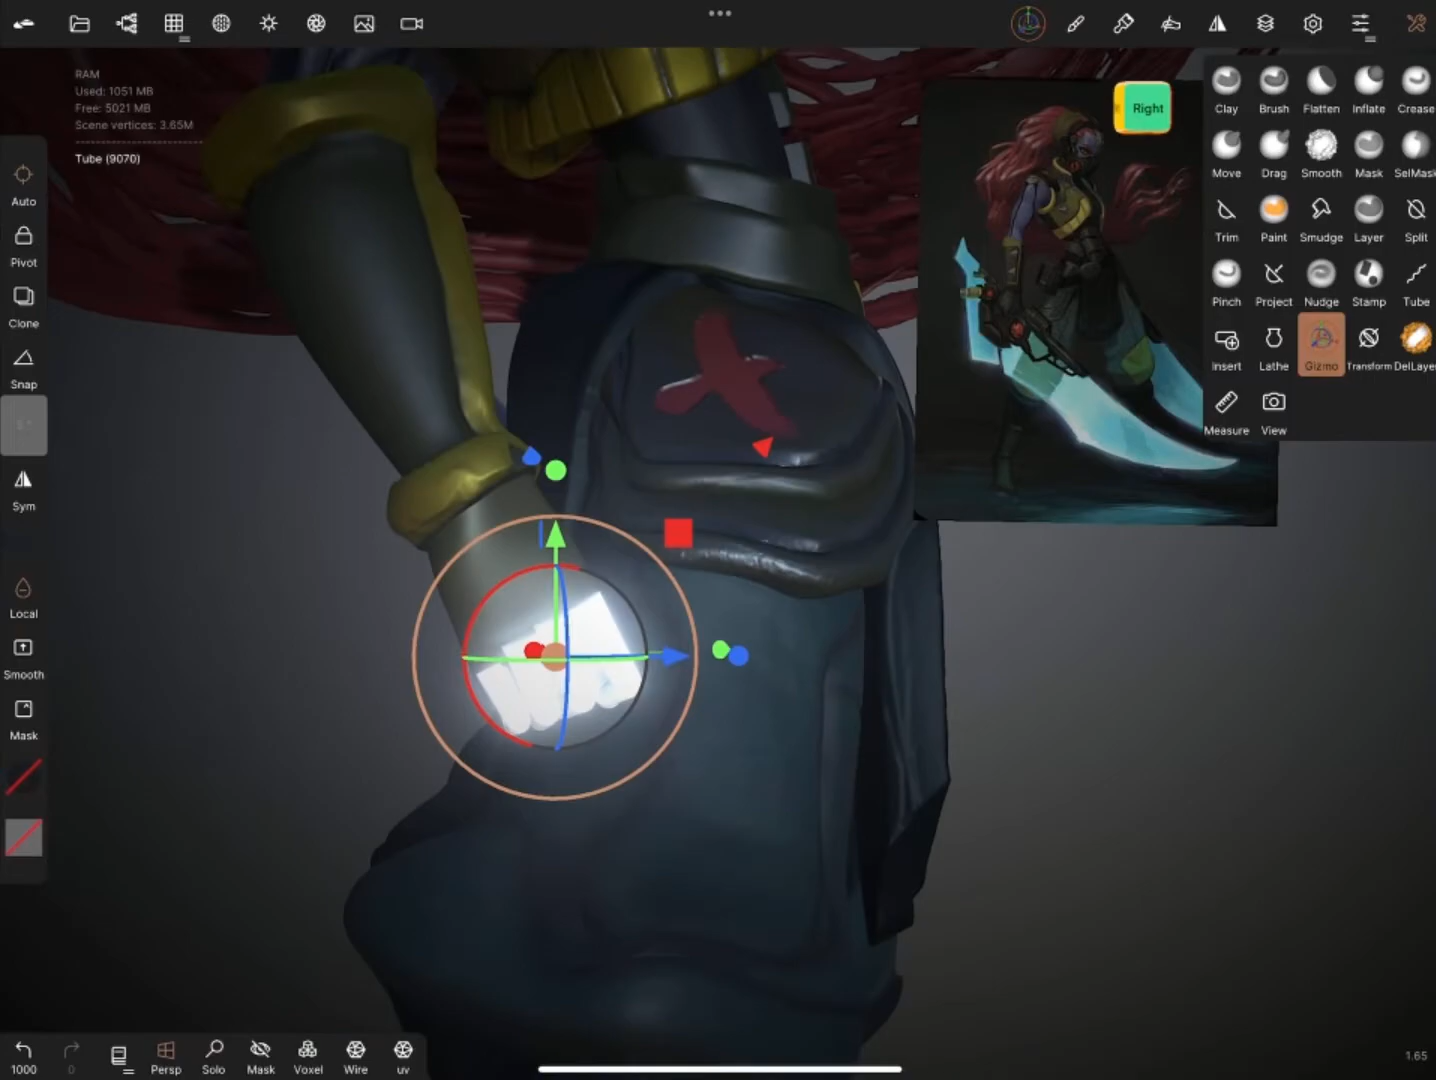 RAM
Used: 1051 MB
Free: 5021 MB
Scene vertices: 3.65M
Tube (9070)
Auto
Pivot
Clone
Snap
Sym
Local
Smooth
Mask
Right
Clay Brush Flatten Inflate Crease
Move Drag Smooth Mask SelMask
Trim Paint Smudge Layer Split
Pinch Project Nudge Stamp Tube
Insert Lathe Gizmo Transform DelLaye
Measure View
1000 0 Persp Solo Mask Voxel Wire uv
1.65